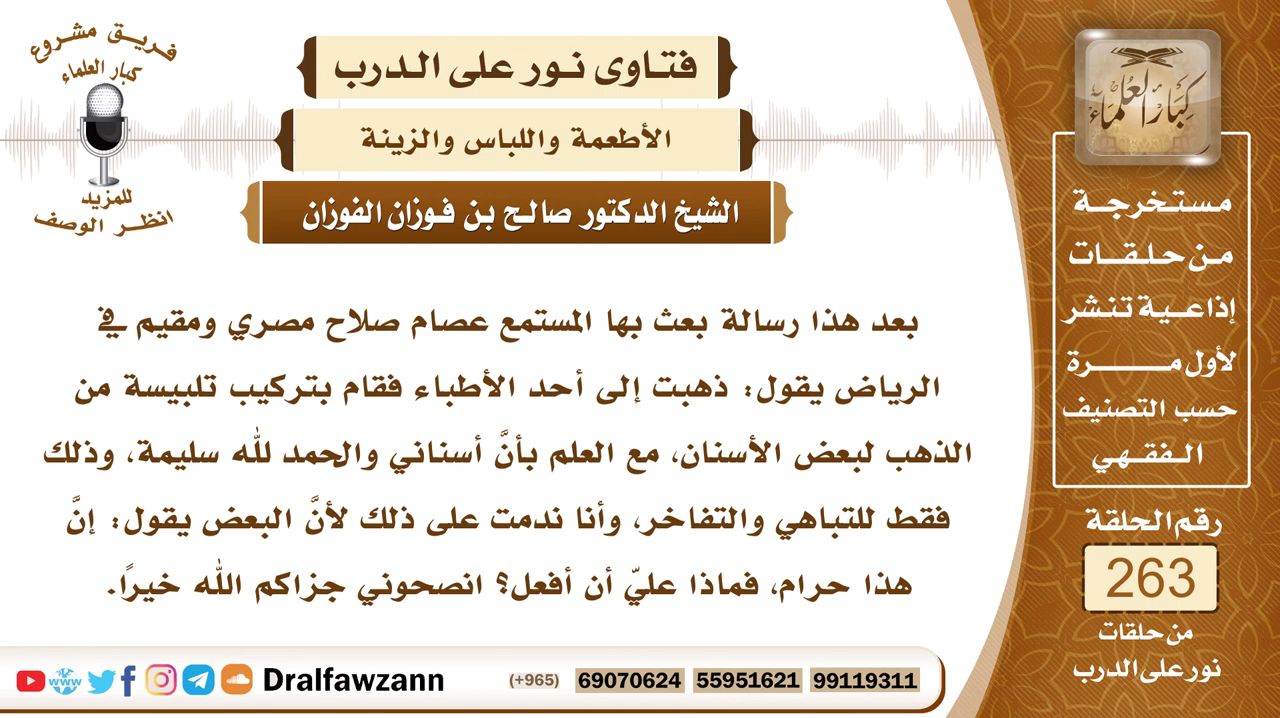 فريق مشروع
كبار العلماء
للمزيد
انظر الوصف
فتاوى نور على الدرب
الأطعمة واللباس والزينة
الشيخ الدكتور صالح بن فوزان الفوزان
بعد هذا رسالة بعث بها المستمع عصام صلاح مصري ومقيم في
الرياض يقول: ذهبت إلى أحد الأطباء فقام بتركيب تلبيسة من
الذهب لبعض الأسنان، مع العلم بأنَّ أسناني والحمد لله سليمة، وذلك
فقط للتباهي والتفاخر، وأنا ندمت على ذلك لأنَّ البعض يقول: إنَّ
هذا حرام، فماذا عليّ أن أفعل؟ انصحوني جزاكم الله خيرًا.
كبار العلماء
مستخرجة
من حلقات
إذاعية تنشر
لأول مرة
حسب التصنيف
الفقهي
رقم الحلقة
263
من حلقات
نور على الدرب
www
Dralfawzann
(+965) 69070624 55951621 99119311